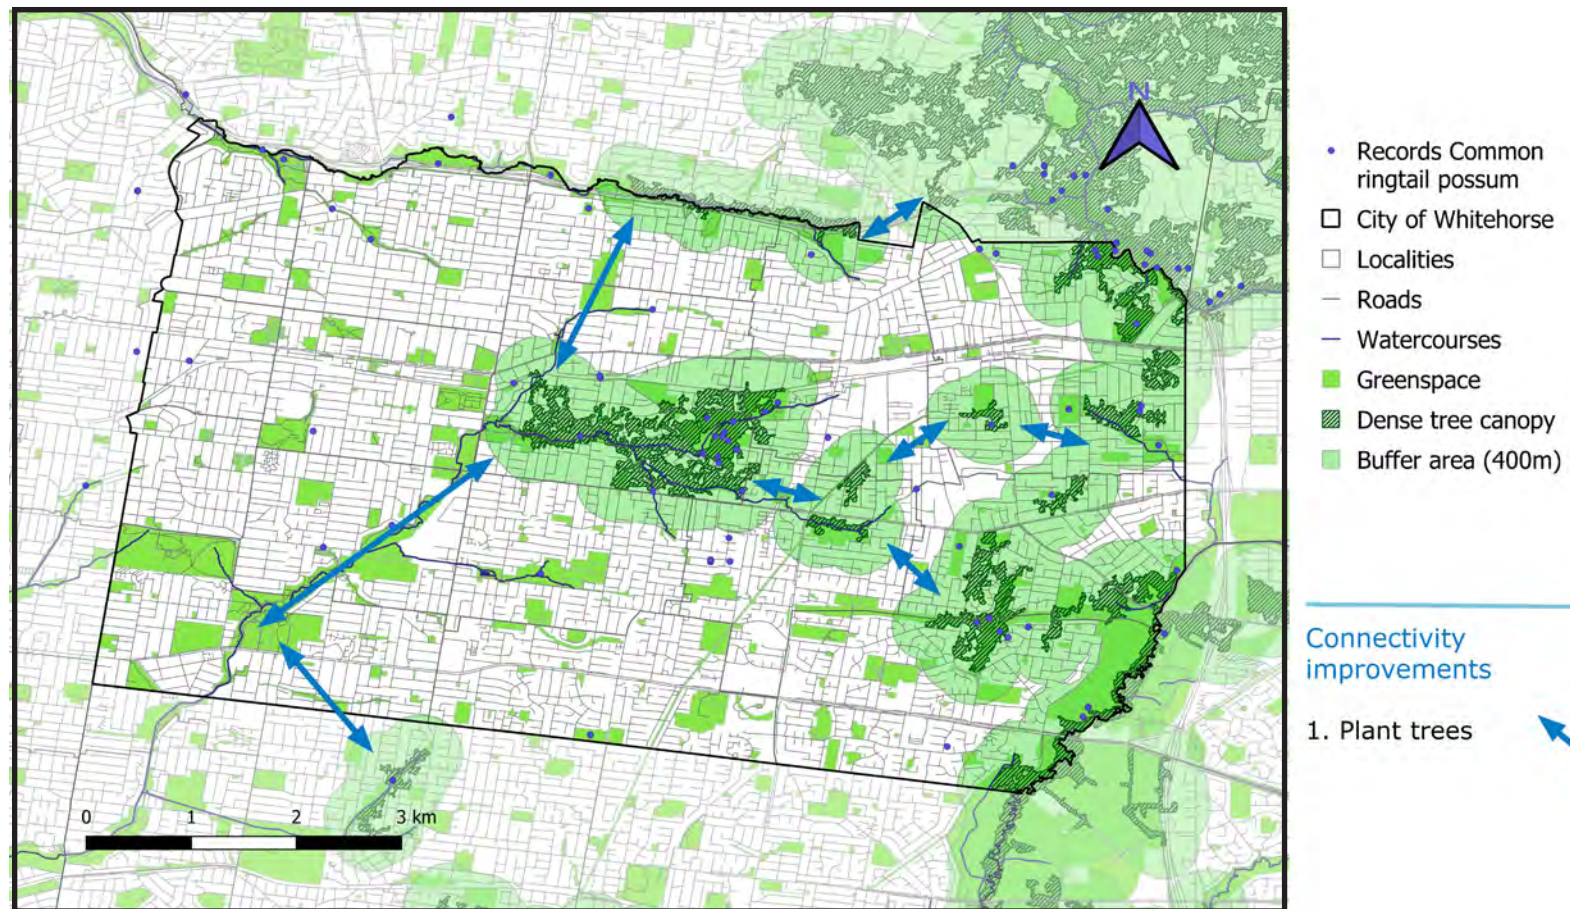 N
Records Common
ringtail possum
City of Whitehorse
Localities
Roads
Watercourses
Greenspace
Dense tree canopy
Buffer area (400m)
Connectivity
improvements
1. Plant trees
0 1 2 3 km